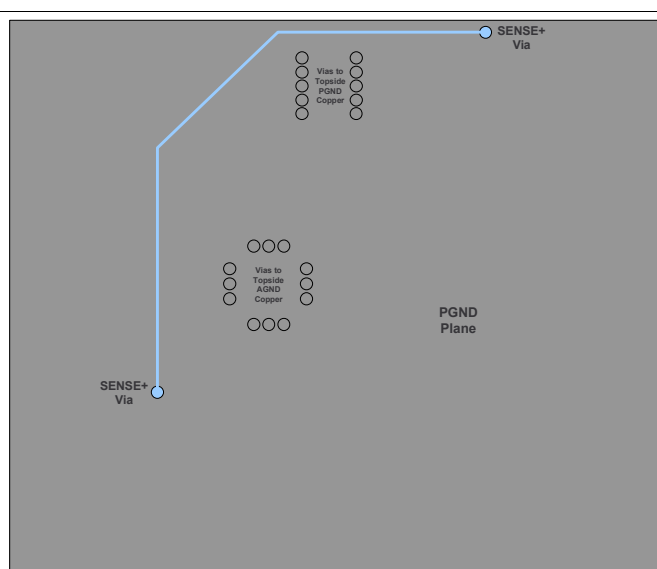 SENSE+
Via
Vias to
Topside
PGND
Copper
Vias to
Topside
AGND
Copper
PGND
Plane
SENSE+
Via